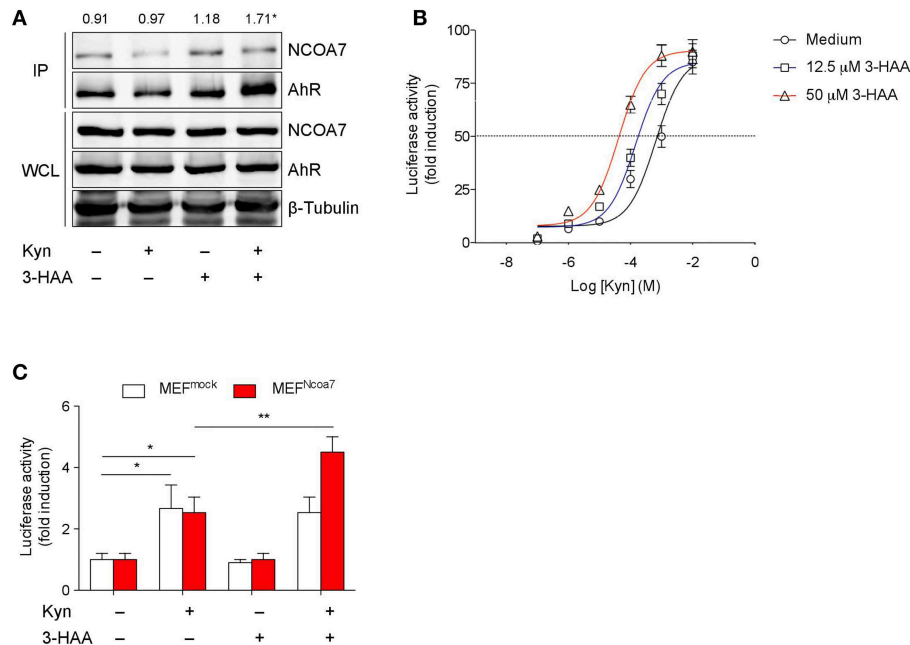 A
0.91 0.97 1.18 1.71*
IP
NCOA7
AhR
WCL
NCOA7
AhR
β-Tubulin
Kyn – + – +
3-HAA – – + +
B
Luciferase activity
(fold induction)
100
75
50
25
0
-8 -6 -4 -2 0
Log [Kyn] (M)
Medium
12.5 μM 3-HAA
50 μM 3-HAA
C
MEFmock MEFNcoa7
Luciferase activity
(fold induction)
6
4
2
0
**
*
*
Kyn – + – +
3-HAA – – + +